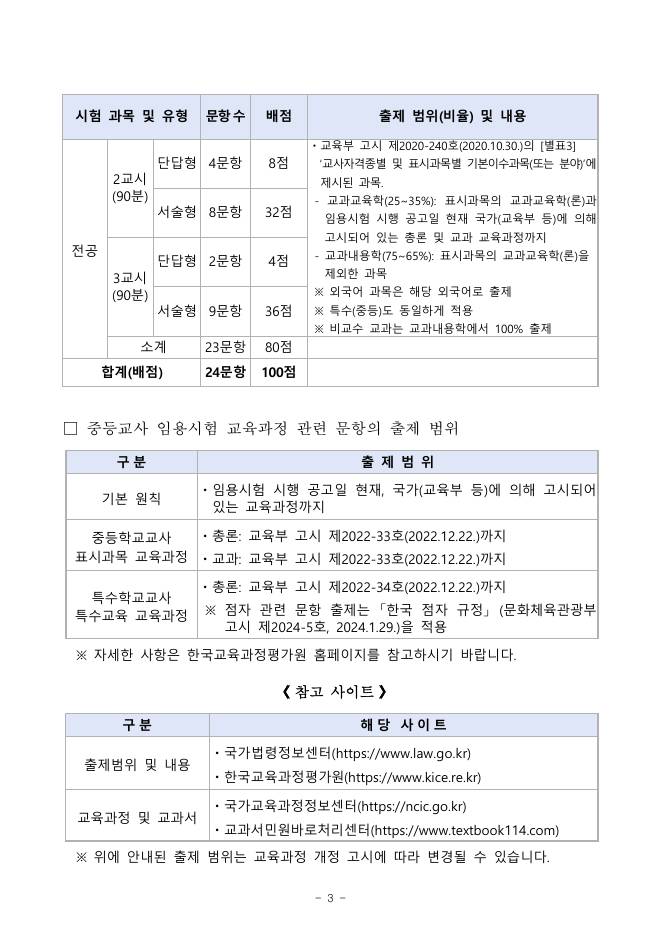 시험 과목 및 유형 문항수 배점 출제 범위(비율) 및 내용
전공
2교시
(90분)
단답형 4문항 8점
서술형 8문항 32점
3교시
(90분)
단답형 2문항 4점
서술형 9문항 36점
・교육부 고시 제2020-240호(2020.10.30.)의 [별표3]
‘교사자격종별 및 표시과목별 기본이수과목(또는 분야)’에
제시된 과목.
- 교과교육학(25~35%): 표시과목의 교과교육학(론)과
임용시험 시행 공고일 현재 국가(교육부 등)에 의해
고시되어 있는 총론 및 교과 교육과정까지
- 교과내용학(75~65%): 표시과목의 교과교육학(론)을
제외한 과목
※ 외국어 과목은 해당 외국어로 출제
※ 특수(중등)도 동일하게 적용
※ 비교수 교과는 교과내용학에서 100% 출제
소계 23문항 80점
합계(배점) 24문항 100점
□ 중등교사 임용시험 교육과정 관련 문항의 출제 범위
구분 출 제 범 위
기본 원칙
・임용시험 시행 공고일 현재, 국가(교육부 등)에 의해 고시되어
있는 교육과정까지
중등학교교사
표시과목 교육과정
・총론: 교육부 고시 제2022-33호(2022.12.22.)까지
・교과: 교육부 고시 제2022-33호(2022.12.22.)까지
특수학교교사
특수교육 교육과정
・총론: 교육부 고시 제2022-34호(2022.12.22.)까지
※ 점자 관련 문항 출제는 「한국 점자 규정」(문화체육관광부
고시 제2024-5호, 2024.1.29.)을 적용
※ 자세한 사항은 한국교육과정평가원 홈페이지를 참고하시기 바랍니다.
《 참고 사이트 》
구분 해당 사이트
출제범위 및 내용
・국가법령정보센터(https://www.law.go.kr)
・한국교육과정평가원(https://www.kice.re.kr)
교육과정 및 교과서
・국가교육과정정보센터(https://ncic.go.kr)
・교과서민원바로처리센터(https://www.textbook114.com)
※ 위에 안내된 출제 범위는 교육과정 개정 고시에 따라 변경될 수 있습니다.
- 3 -